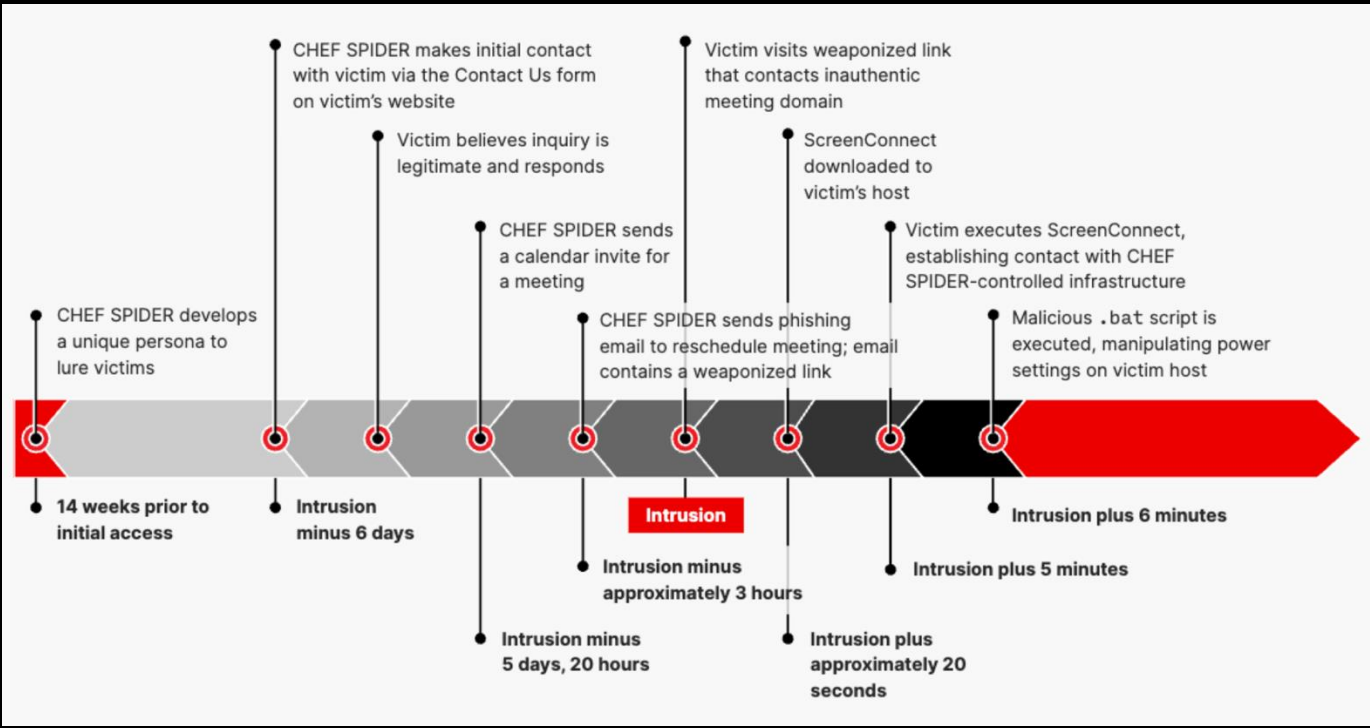 CHEF SPIDER develops
a unique persona to
lure victims
14 weeks prior to
initial access
CHEF SPIDER makes initial contact
with victim via the Contact Us form
on victim's website
Intrusion
minus 6 days
Victim believes inquiry is
legitimate and responds
CHEF SPIDER sends
a calendar invite for
a meeting
Intrusion minus
5 days, 20 hours
CHEF SPIDER sends phishing
email to reschedule meeting; email
contains a weaponized link
Intrusion minus
approximately 3 hours
Victim visits weaponized link
that contacts inauthentic
meeting domain
Intrusion
ScreenConnect
downloaded to
victim's host
Intrusion plus
approximately 20
seconds
Victim executes ScreenConnect,
establishing contact with CHEF
SPIDER-controlled infrastructure
Intrusion plus 5 minutes
Malicious .bat script is
executed, manipulating power
settings on victim host
Intrusion plus 6 minutes